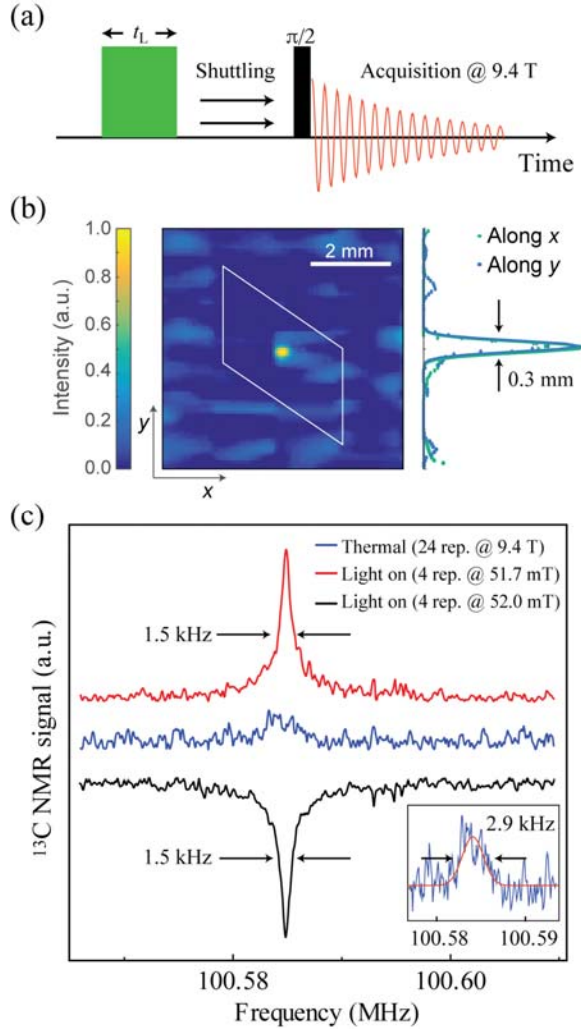 (a)
t_L
π/2
Shuttling
Acquisition @ 9.4 T
Time
(b)
1.0
0.8
0.6
0.4
0.2
0.0
Intensity (a.u.)
2 mm
y
x
Along x
Along y
0.3 mm
(c)
Thermal (24 rep. @ 9.4 T)
Light on (4 rep. @ 51.7 mT)
Light on (4 rep. @ 52.0 mT)
1.5 kHz
1.5 kHz
2.9 kHz
100.58
100.59
¹³C NMR signal (a.u.)
100.58
100.60
Frequency (MHz)